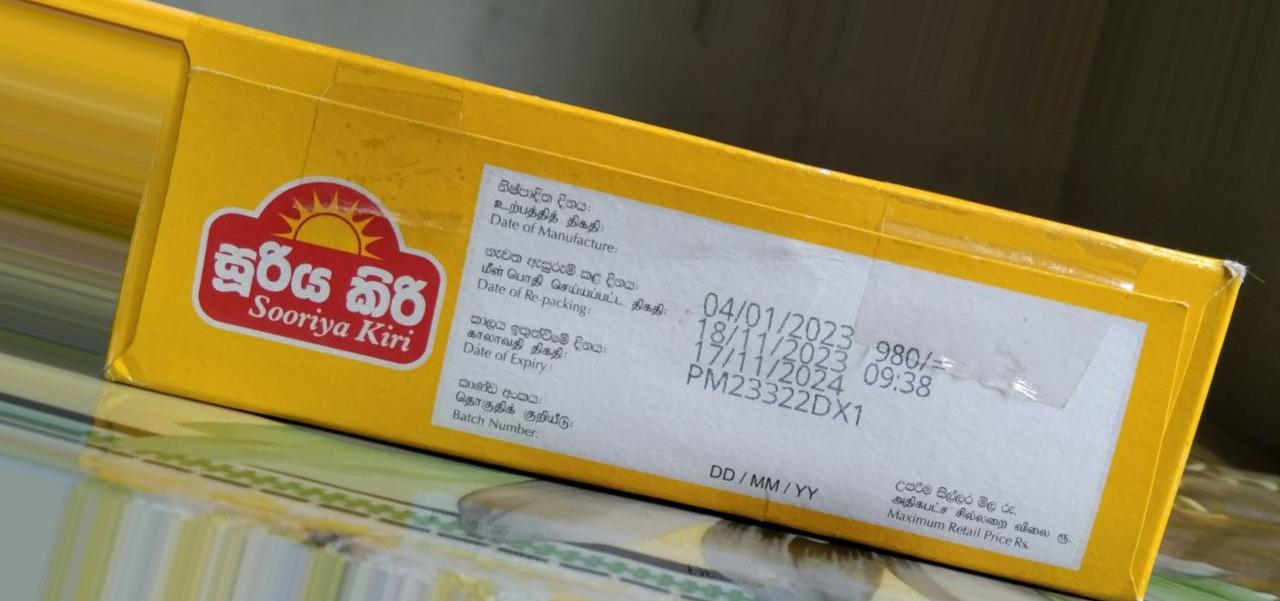 සූරිය කිරි
Sooriya Kiri
නිෂ්පාදිත දිනය:
உற்பத்தித் திகதி:
Date of Manufacture:
නැවත ඇසුරුම් කළ දිනය:
மீள் பொதி செய்யப்பட்ட திகதி:
Date of Re-packing:
කාලය ඉකුත්වීමේ දිනය:
காலாவதி திகதி:
Date of Expiry:
කාණ්ඩ අංකය:
தொகுதிக் குறியீடு:
Batch Number:
04/01/2023
18/11/2023 980/=
17/11/2024 09:38
PM23322DX1
DD / MM / YY
උපරිම සිල්ලර මිල රු.
அதிகபட்ச சில்லறை விலை ரூ.
Maximum Retail Price Rs.